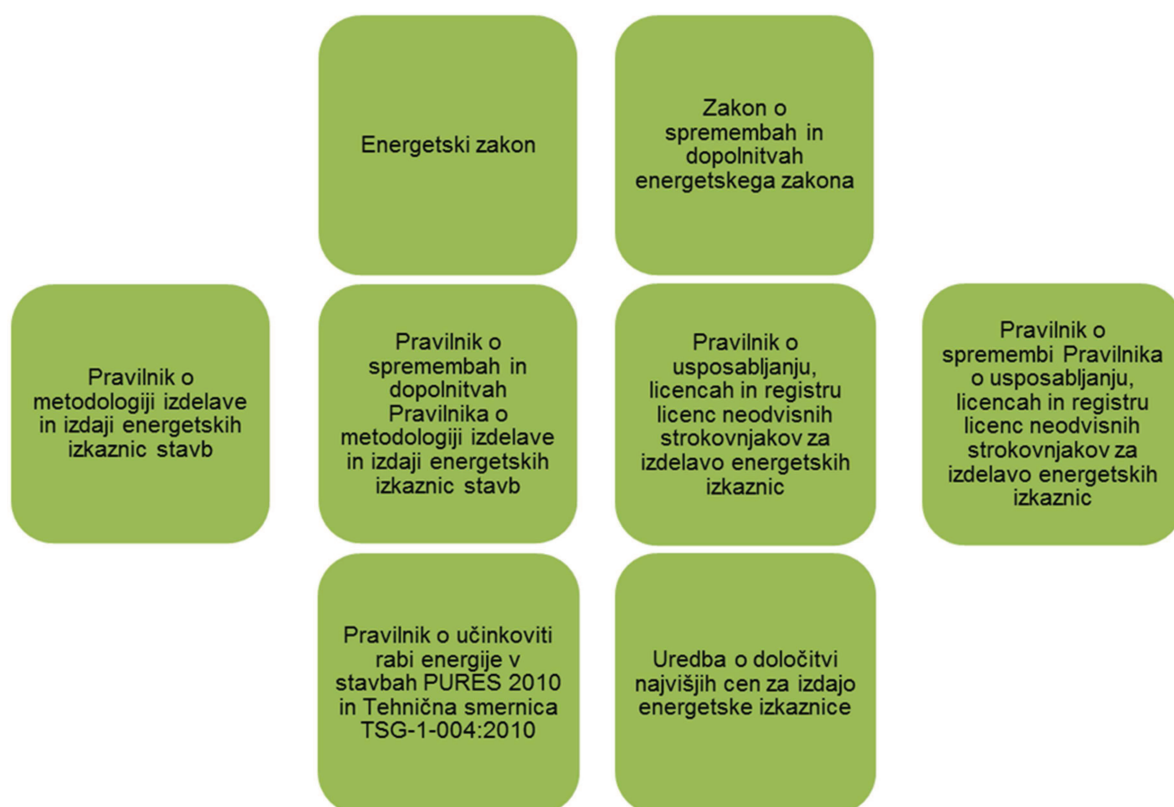 Energetski zakon
Zakon o
spremembah in
dopolnitvah
energetskega zakona
Pravilnik o
metodologiji izdelave
in izdaji energetskih
izkaznic stavb
Pravilnik o
spremembah in
dopolnitvah
Pravilnika o
metodologiji izdelave
in izdaji energetskih
izkaznic stavb
Pravilnik o
usposabljanju,
licencah in registru
licenc neodvisnih
strokovnjakov za
izdelavo energetskih
izkaznic
Pravilnik o
spremembi Pravilnika
o usposabljanju,
licencah in registru
licenc neodvisnih
strokovnjakov za
izdelavo energetskih
izkaznic
Pravilnik o učinkoviti
rabi energije v
stavbah PURES 2010
in Tehnična smernica
TSG-1-004:2010
Uredba o določitvi
najvišjih cen za izdajo
energetske izkaznice